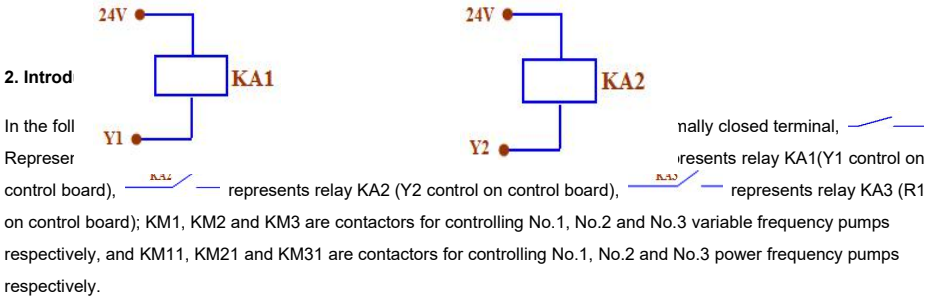 24V
24V
KA1
KA2
2. Introd
Y1
Y2
In the foll
mally closed terminal,
Represer
resents relay KA1(Y1 control on
KA2
KA3
control board), represents relay KA2 (Y2 control on control board), represents relay KA3 (R1
on control board); KM1, KM2 and KM3 are contactors for controlling No.1, No.2 and No.3 variable frequency pumps
respectively, and KM11, KM21 and KM31 are contactors for controlling No.1, No.2 and No.3 power frequency pumps
respectively.